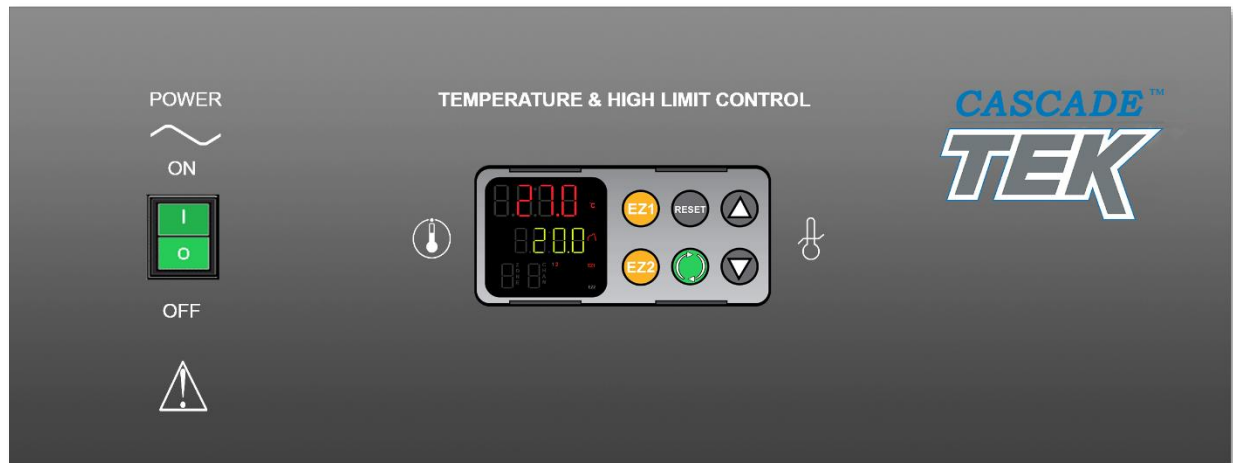 POWER
ON
I
O
OFF
TEMPERATURE & HIGH LIMIT CONTROL
27.0 °C
20.0
EZ1
RESET
EZ2
CASCADE™
TEK